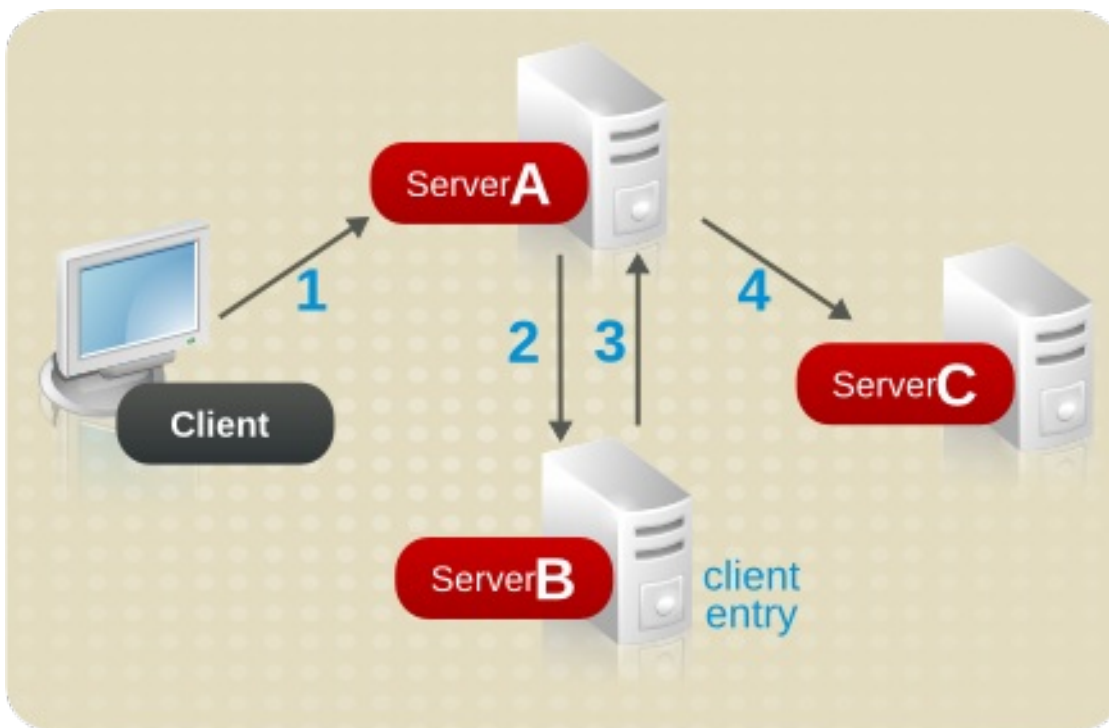 Server A
1
2
3
4
Server C
Client
Server B
client
entry